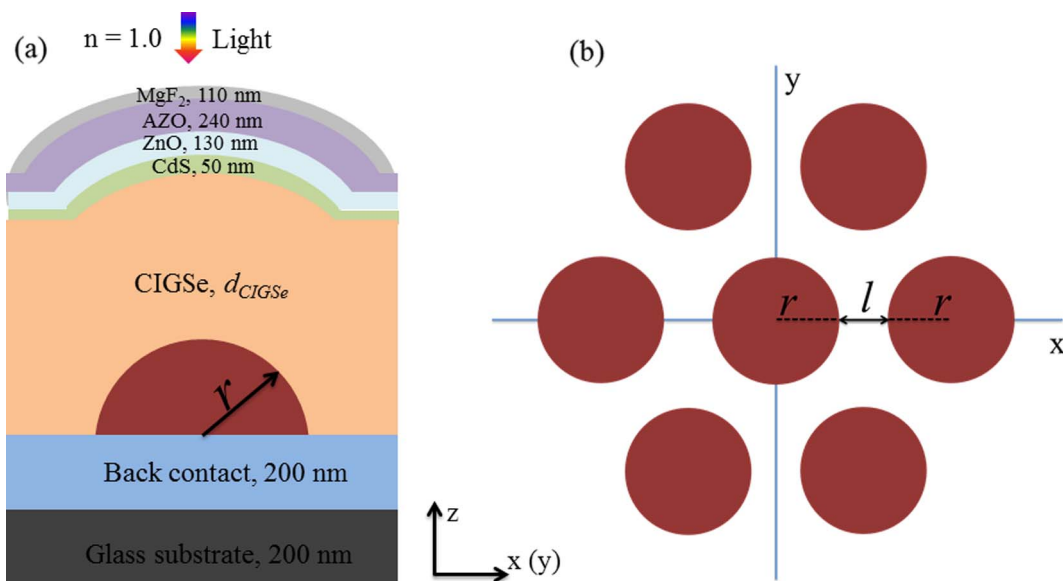 (a)
n = 1.0
Light
MgF₂, 110 nm
AZO, 240 nm
ZnO, 130 nm
CdS, 50 nm
CIGSe, d_CIGSe
r
Back contact, 200 nm
Glass substrate, 200 nm
z
x (y)
(b)
y
r
l
r
x